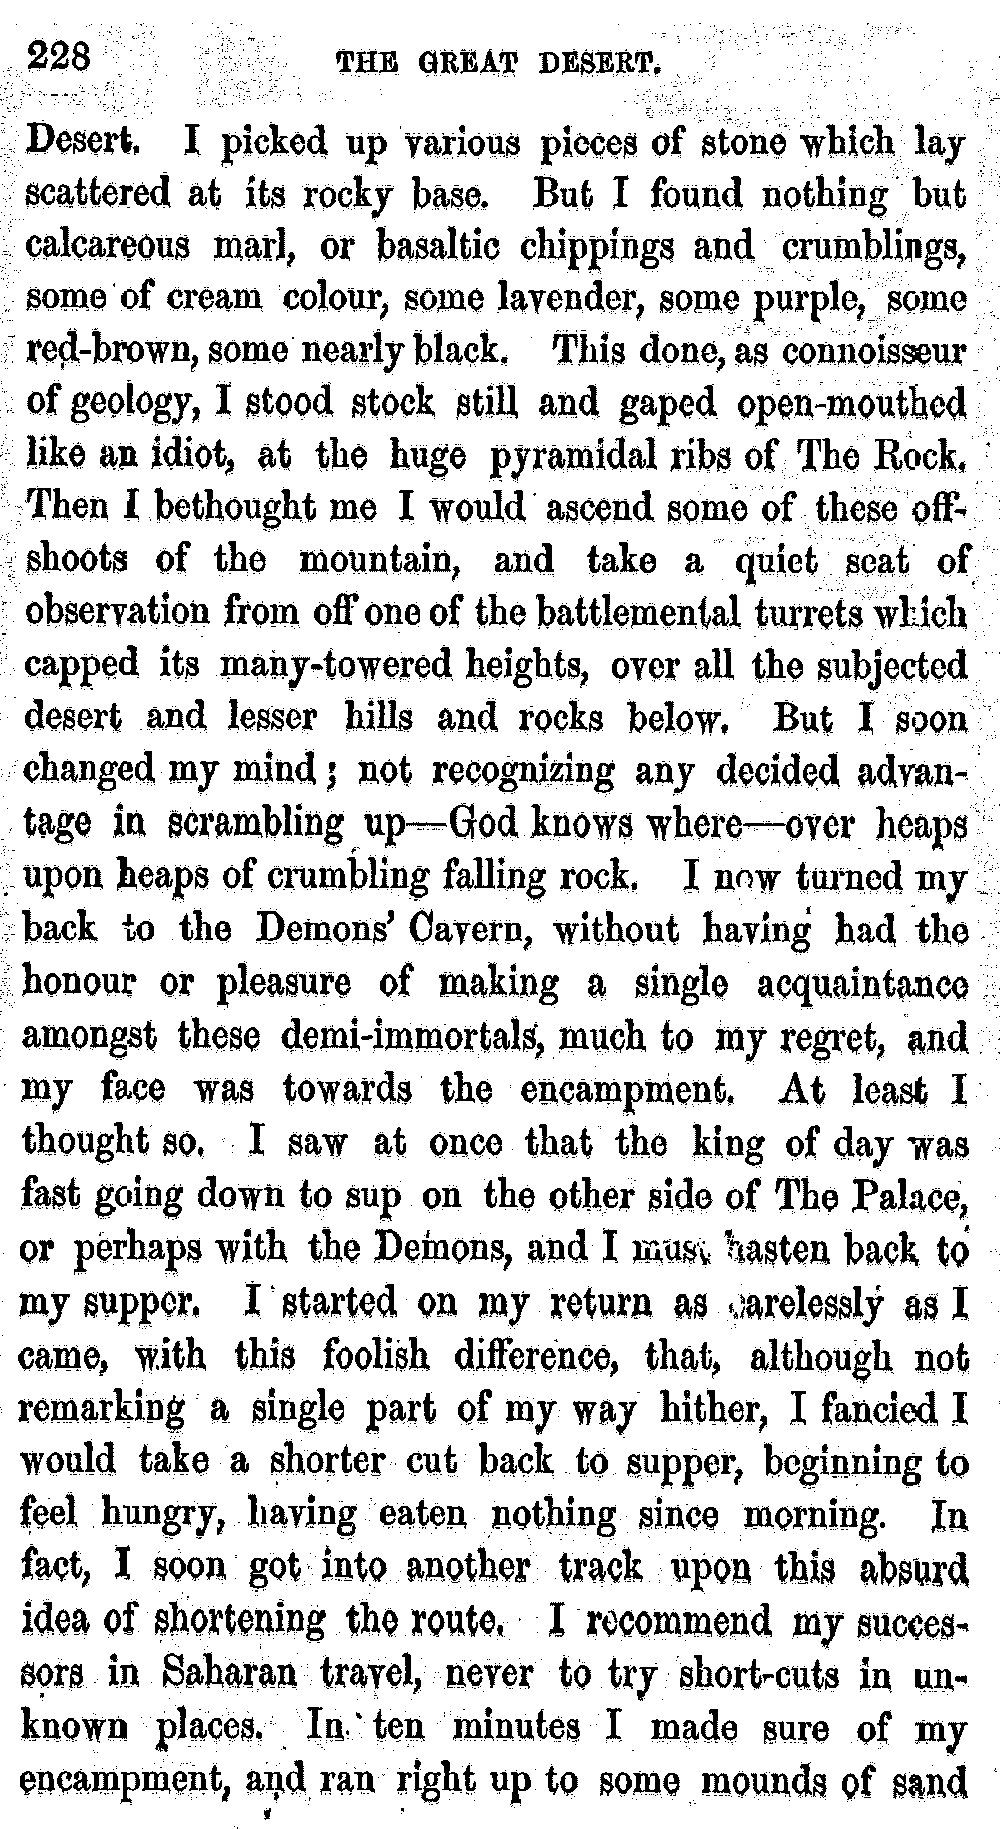 228
THE GREAT DESERT.
Desert. I picked up various pieces of stone which lay
scattered at its rocky base. But I found nothing but
calcareous marl, or basaltic chippings and crumblings,
some of cream colour, some lavender, some purple, some
red-brown, some nearly black. This done, as connoisseur
of geology, I stood stock still and gaped open-mouthed
like an idiot, at the huge pyramidal ribs of The Rock.
Then I bethought me I would ascend some of these off-
shoots of the mountain, and take a quiet seat of
observation from off one of the battlemental turrets which
capped its many-towered heights, over all the subjected
desert and lesser hills and rocks below. But I soon
changed my mind; not recognizing any decided advan-
tage in scrambling up—God knows where—over heaps
upon heaps of crumbling falling rock. I now turned my
back to the Demons' Cavern, without having had the
honour or pleasure of making a single acquaintance
amongst these demi-immortals, much to my regret, and
my face was towards the encampment. At least I
thought so. I saw at once that the king of day was
fast going down to sup on the other side of The Palace,
or perhaps with the Demons, and I must hasten back to
my supper. I started on my return as carelessly as I
came, with this foolish difference, that, although not
remarking a single part of my way hither, I fancied I
would take a shorter cut back to supper, beginning to
feel hungry, having eaten nothing since morning. In
fact, I soon got into another track upon this absurd
idea of shortening the route. I recommend my succes-
sors in Saharan travel, never to try short-cuts in un-
known places. In ten minutes I made sure of my
encampment, and ran right up to some mounds of sand